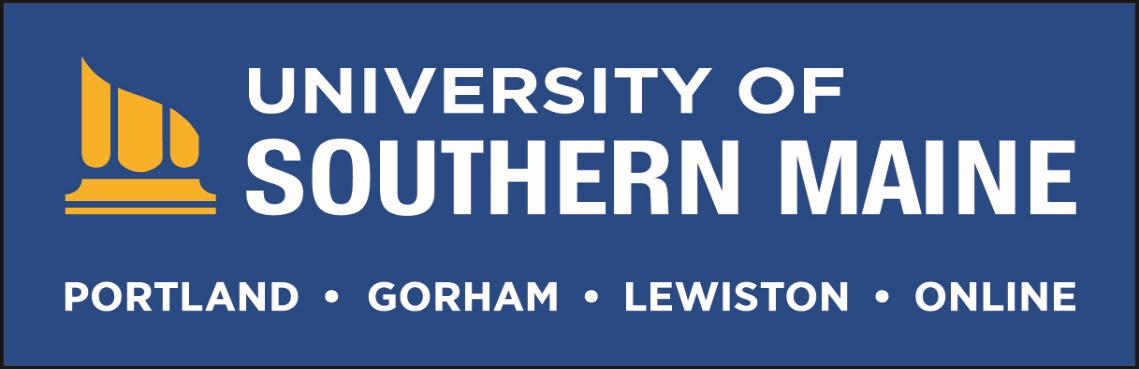 UNIVERSITY OF
SOUTHERN MAINE
PORTLAND • GORHAM • LEWISTON • ONLINE